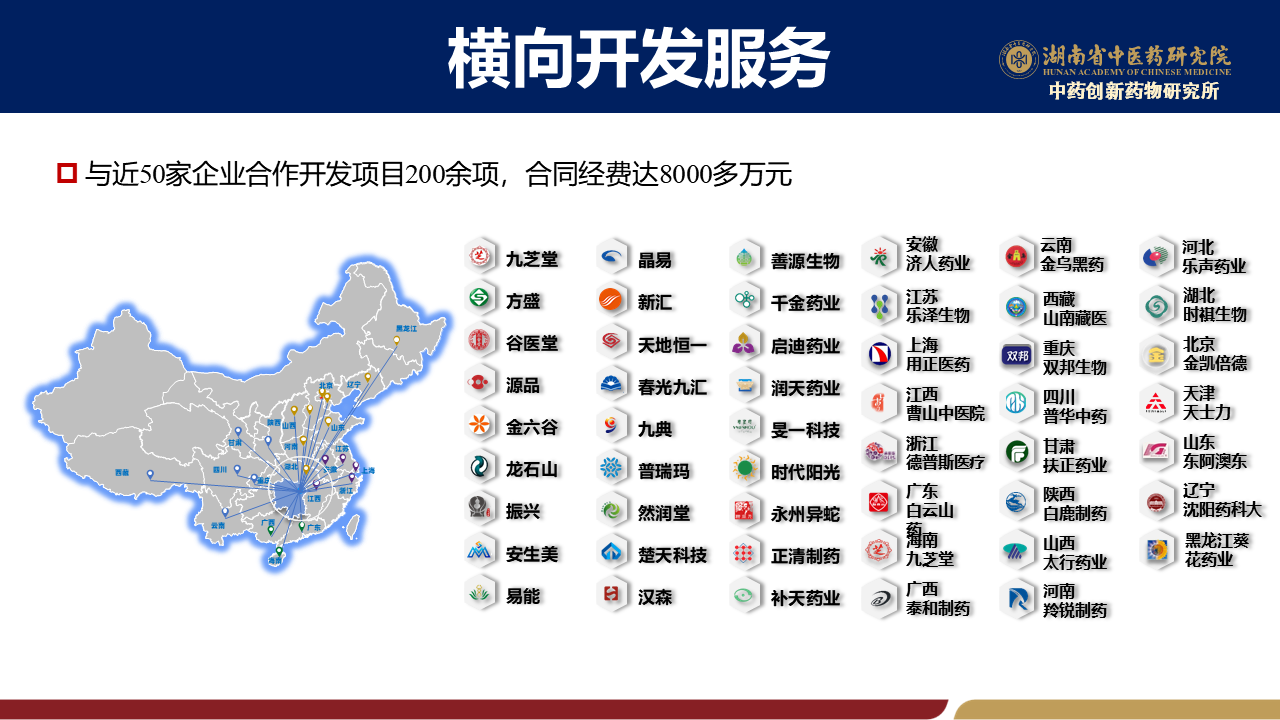 横向开发服务
湖南省中医药研究院
HUNAN ACADEMY OF CHINESE MEDICINE
中药创新药物研究所
与近50家企业合作开发项目200余项，合同经费达8000多万元
黑龙江
辽宁
北京
陕西
山西
山东
甘肃
河南
江苏
西藏
四川
重庆
湖北
安徽
上海
浙江
江西
云南
广西
广东
海南
九芝堂
方盛
谷医堂
源品
金六谷
龙石山
振兴
安生美
易能
晶易
新汇
天地恒一
春光九汇
九典
普瑞玛
然润堂
楚天科技
汉森
善源生物
千金药业
启迪药业
润天药业
旻一科技
时代阳光
永州异蛇
正清制药
补天药业
安徽
济人药业
江苏
乐泽生物
上海
用正医药
江西
曹山中医院
浙江
德普斯医疗
广东
白云山
药
海南
九芝堂
广西
泰和制药
云南
金乌黑药
西藏
山南藏医
双邦
重庆
双邦生物
四川
普华中药
甘肃
扶正药业
陕西
白鹿制药
山西
太行药业
河南
羚锐制药
河北
乐声药业
湖北
时祺生物
北京
金凯倍德
天津
天士力
山东
东阿澳东
辽宁
沈阳药科大
黑龙江葵
花药业